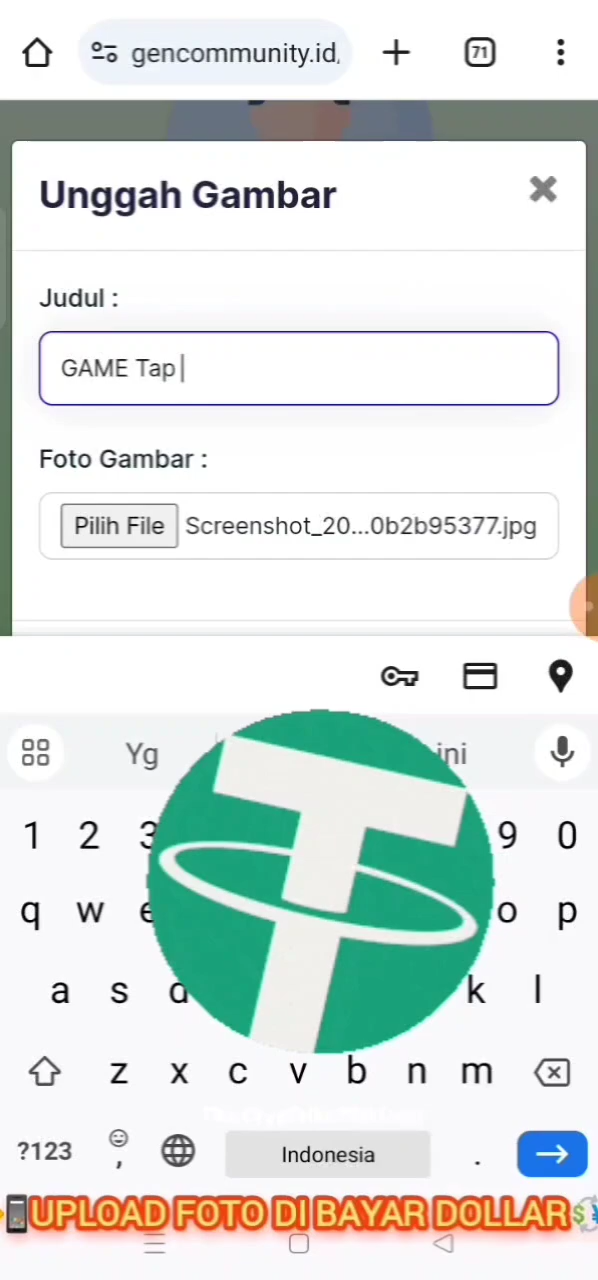 gencommunity.id,
71
Unggah Gambar
Judul :
GAME Tap
Foto Gambar :
Pilih File Screenshot_20...0b2b95377.jpg
Yg ini
1 2 3 9 0
q w e o p
a s d k l
z x c v b n m
?123 , Indonesia .
UPLOAD FOTO DI BAYAR DOLLAR